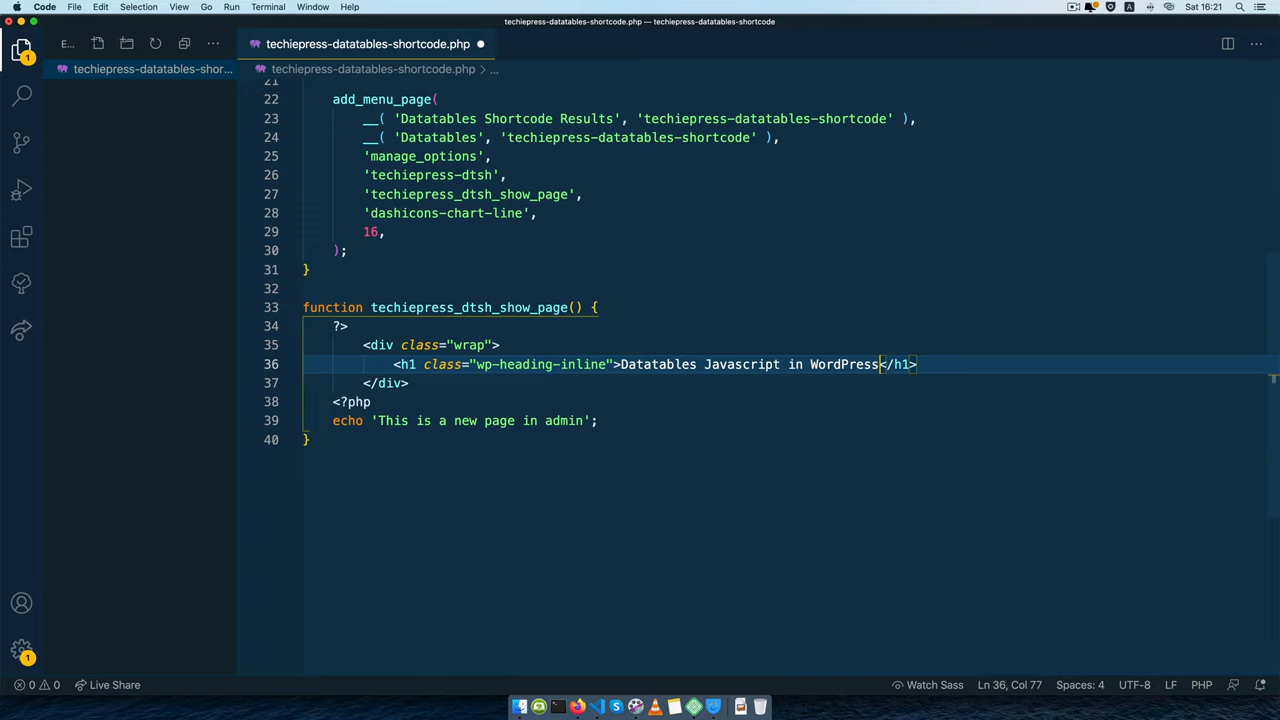 Code File Edit Selection View Go Run Terminal Window Help Sat 16:21
techiepress-datatables-shortcode.php — techiepress-datatables-shortcode
1 E... ... techiepress-datatables-shortcode.php
techiepress-datatables-shor... techiepress-datatables-shortcode.php > ...
21
22 add_menu_page(
23 __( 'Datatables Shortcode Results', 'techiepress-datatables-shortcode' ),
24 __( 'Datatables', 'techiepress-datatables-shortcode' ),
25 'manage_options',
26 'techiepress-dtsh',
27 'techiepress_dtsh_show_page',
28 'dashicons-chart-line',
29 16,
30 );
31 }
32
33 function techiepress_dtsh_show_page() {
34 ?>
35 <div class="wrap">
36 <h1 class="wp-heading-inline">Datatables Javascript in WordPress</h1>
37 </div>
38 <?php
39 echo 'This is a new page in admin';
40 }
1
0 0 Live Share Watch Sass Ln 36, Col 77 Spaces: 4 UTF-8 LF PHP